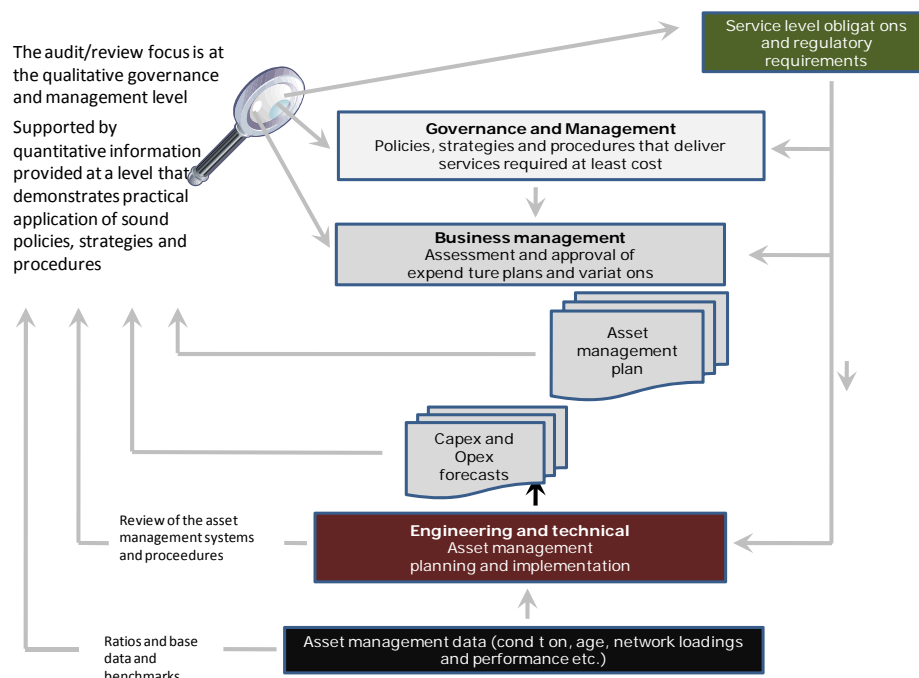 Service level obligat ons
and regulatory
requirements
The audit/review focus is at
the qualitative governance
and management level
Supported by
quantitative information
provided at a level that
demonstrates practical
application of sound
policies, strategies and
procedures
Governance and Management
Policies, strategies and procedures that deliver
services required at least cost
Business management
Assessment and approval of
expend ture plans and variat ons
Asset
management
plan
Capex and
Opex
forecasts
Review of the asset
management systems
and proceedures
Engineering and technical
Asset management
planning and implementation
Ratios and base
data and
benchmarks
Asset management data (cond t on, age, network loadings
and performance etc.)